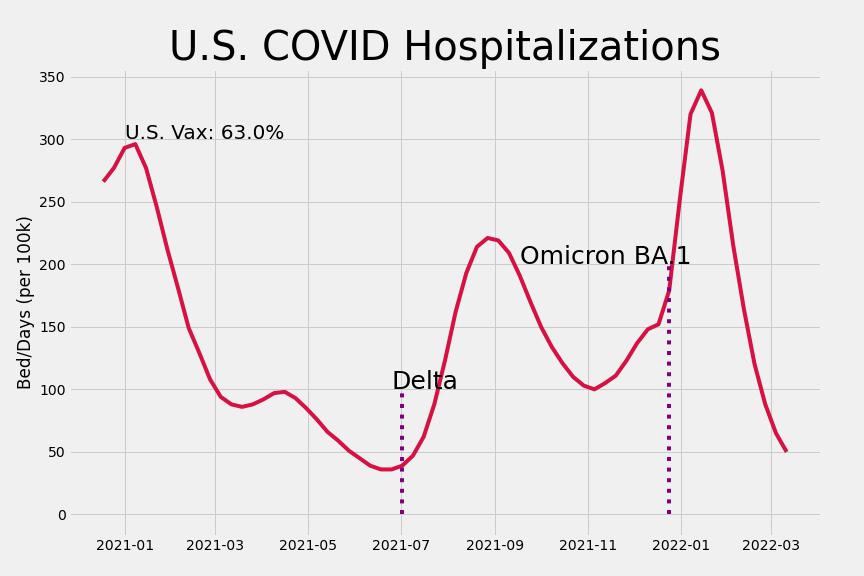 U.S. COVID Hospitalizations
350
U.S. Vax: 63.0%
300
250
Omicron BA.1
200
150
Delta
100
50
0
Bed/Days (per 100k)
2021-01 2021-03 2021-05 2021-07 2021-09 2021-11 2022-01 2022-03